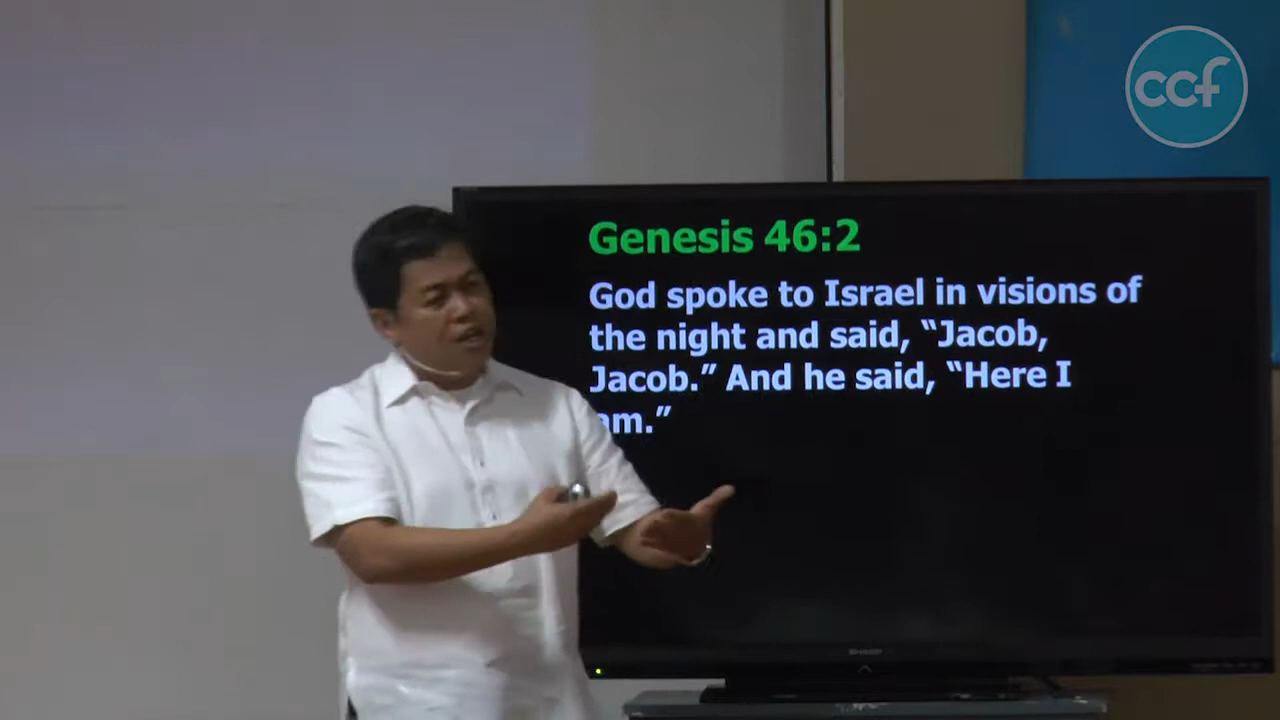 ccf
Genesis 46:2
God spoke to Israel in visions of
the night and said, “Jacob,
Jacob.” And he said, “Here I
am.”
SHARP